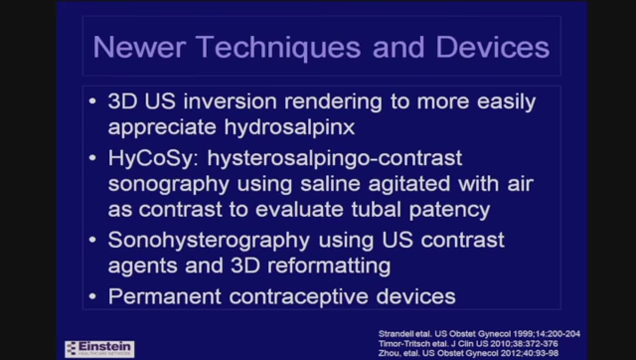 Newer Techniques and Devices
• 3D US inversion rendering to more easily
appreciate hydrosalpinx
• HyCoSy: hysterosalpingo-contrast
sonography using saline agitated with air
as contrast to evaluate tubal patency
• Sonohysterography using US contrast
agents and 3D reformatting
• Permanent contraceptive devices
Strandell etal. US Obstet Gynecol 1999;14:200-204
Timor-Tritsch etal. J Clin US 2010;38:372-376
Zhou, etal. US Obstet Gynecol 2012;40:93-98
Einstein
HEALTHCARE NETWORK